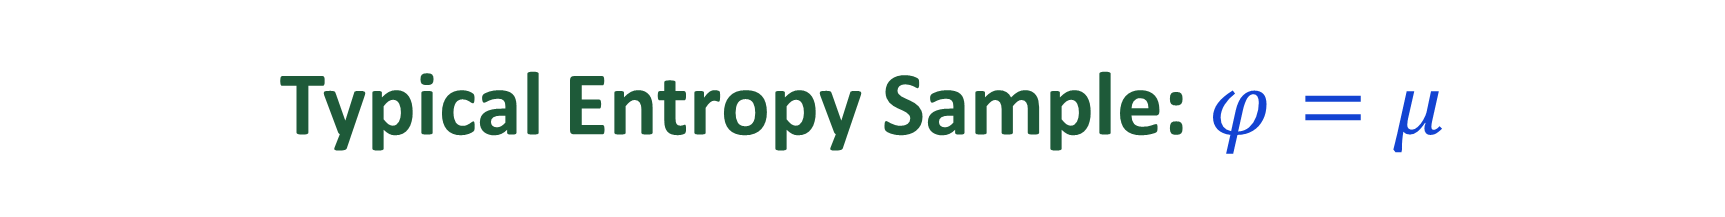 Typical Entropy Sample: 𝜑 = 𝜇